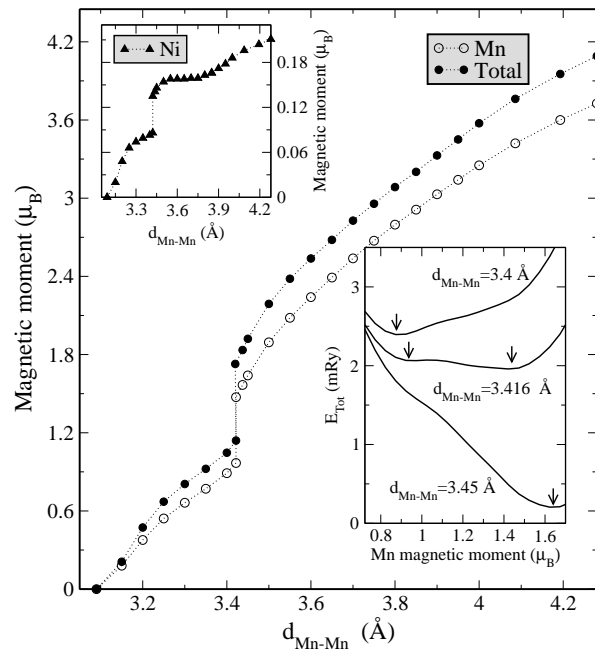 4.2
3.6
3
2.4
1.8
1.2
0.6
0
Magnetic moment (μB)
3.2 3.4 3.6 3.8 4 4.2
dMn-Mn (Å)
Mn
Total
Ni
0.18
0.12
0.06
0
Magnetic moment (μB)
3.3 3.6 3.9 4.2
dMn-Mn (Å)
3
2
1
0
ETot (mRy)
dMn-Mn=3.4 Å
dMn-Mn=3.416 Å
dMn-Mn=3.45 Å
0.8 1 1.2 1.4 1.6
Mn magnetic moment (μB)